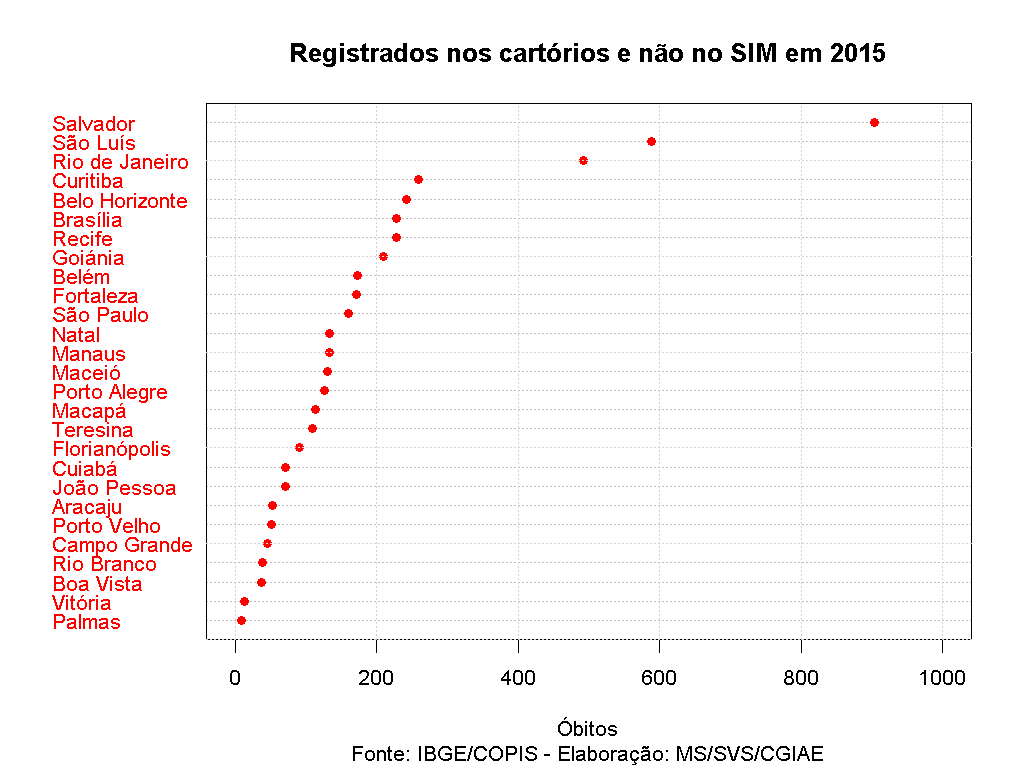 Registrados nos cartórios e não no SIM em 2015
Salvador
São Luís
Rio de Janeiro
Curitiba
Belo Horizonte
Brasília
Recife
Goiánia
Belém
Fortaleza
São Paulo
Natal
Manaus
Maceió
Porto Alegre
Macapá
Teresina
Florianópolis
Cuiabá
João Pessoa
Aracaju
Porto Velho
Campo Grande
Rio Branco
Boa Vista
Vitória
Palmas
0 200 400 600 800 1000
Óbitos
Fonte: IBGE/COPIS - Elaboração: MS/SVS/CGIAE